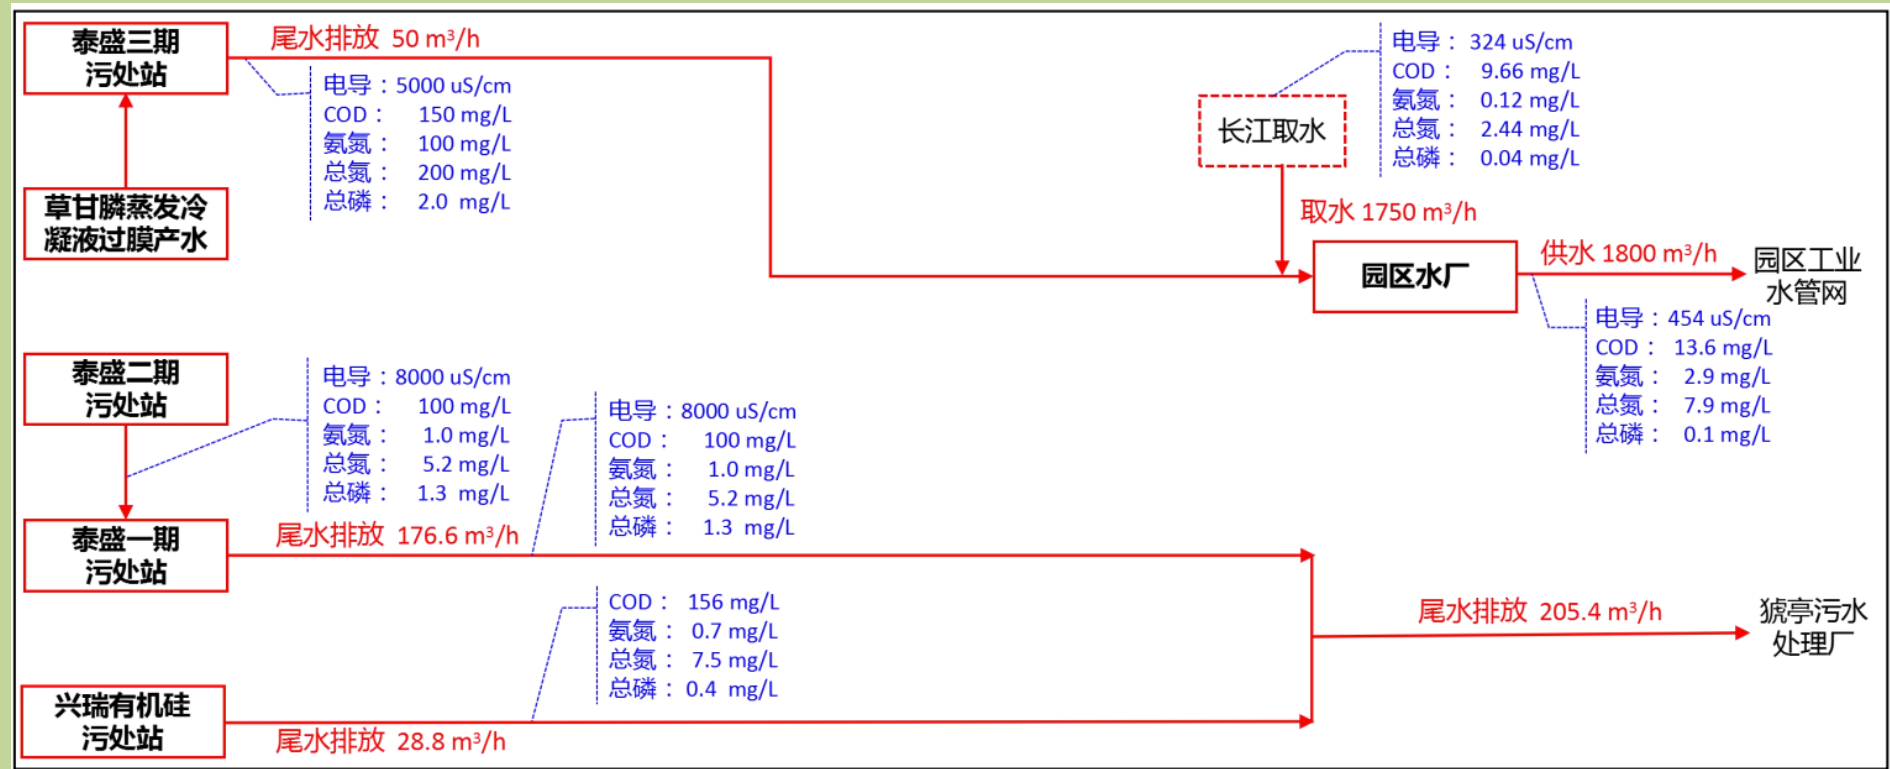 泰盛三期
污处站
尾水排放 50 m³/h
电导：5000 uS/cm
COD： 150 mg/L
氨氮： 100 mg/L
总氮： 200 mg/L
总磷： 2.0 mg/L
草甘膦蒸发冷
凝液过膜产水
电导： 324 uS/cm
COD： 9.66 mg/L
氨氮： 0.12 mg/L
总氮： 2.44 mg/L
总磷： 0.04 mg/L
长江取水
取水 1750 m³/h
园区水厂
供水 1800 m³/h
园区工业
水管网
电导：454 uS/cm
COD： 13.6 mg/L
氨氮： 2.9 mg/L
总氮： 7.9 mg/L
总磷： 0.1 mg/L
泰盛二期
污处站
电导：8000 uS/cm
COD： 100 mg/L
氨氮： 1.0 mg/L
总氮： 5.2 mg/L
总磷： 1.3 mg/L
泰盛一期
污处站
尾水排放 176.6 m³/h
电导：8000 uS/cm
COD： 100 mg/L
氨氮： 1.0 mg/L
总氮： 5.2 mg/L
总磷： 1.3 mg/L
COD： 156 mg/L
氨氮： 0.7 mg/L
总氮： 7.5 mg/L
总磷：0.4 mg/L
兴瑞有机硅
污处站
尾水排放 28.8 m³/h
尾水排放 205.4 m³/h
猇亭污水
处理厂